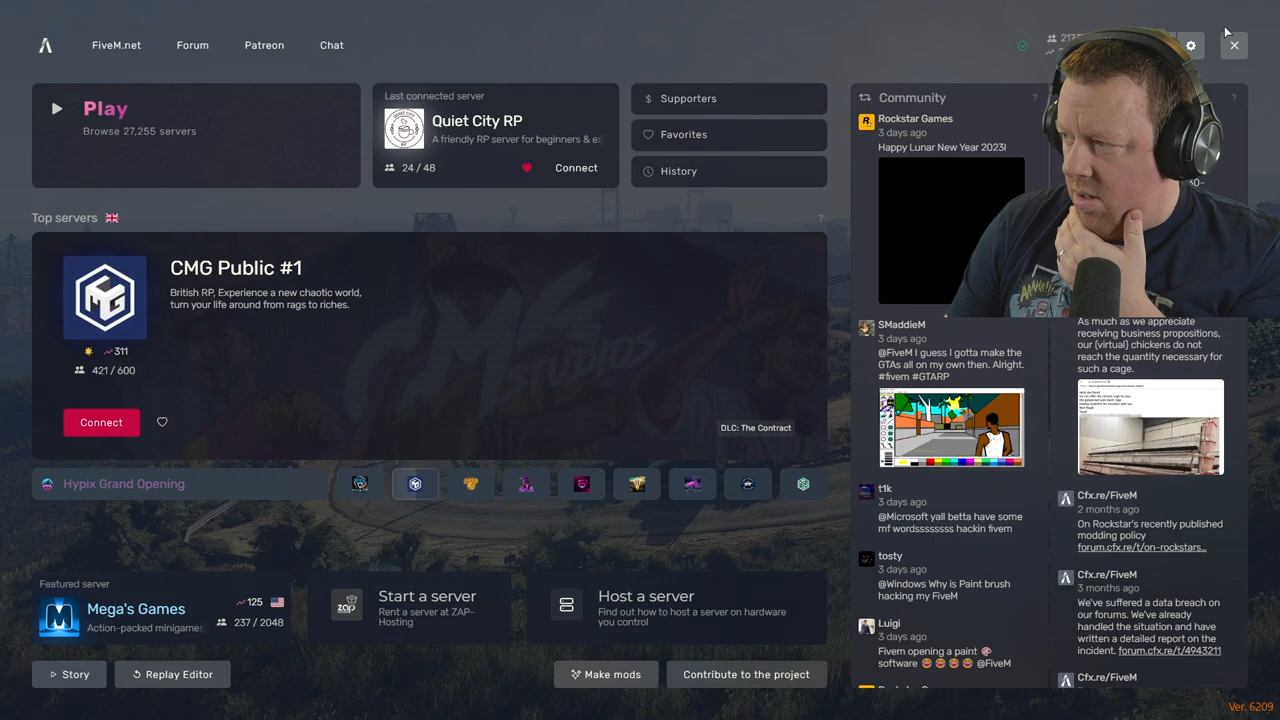 FiveM.net
Forum
Patreon
Chat
Play
Browse 27,255 servers
Last connected server
Quiet City RP
A friendly RP server for beginners &
24 / 48
Connect
$ Supporters
Favorites
History
Top servers
?
CMG Public #1
British RP, Experience a new chaotic world,
turn your life around from rags to riches.
311
421 / 600
Connect
DLC: The Contract
Hypix Grand Opening
Featured server
Mega's Games
125
Action-packed minigame
237 / 2048
Start a server
Rent a server at ZAP-
Hosting
Host a server
Find out how to host a server on hardware
you control
Story
Replay Editor
Make mods
Contribute to the project
Community
?
Rockstar Games
3 days ago
Happy Lunar New Year 2023!
SMaddieM
3 days ago
@FiveM I guess I gotta make the
GTAs all on my own then. Alright.
#fivem #GTARP
t1k
3 days ago
@Microsoft yall betta have some
mf wordssssssss hackin fivem
tosty
3 days ago
@Windows Why is Paint brush
hacking my FiveM
Luigi
3 days ago
Fivem opening a paint
software @FiveM
?
As much as we appreciate
receiving business propositions,
our (virtual) chickens do not
reach the quantity necessary for
such a cage.
Cfx.re/FiveM
2 months ago
On Rockstar's recently published
modding policy
forum.cfx.re/t/on-rockstars…
Cfx.re/FiveM
3 months ago
We've suffered a data breach on
our forums. We've already
handled the situation and have
written a detailed report on the
incident. forum.cfx.re/t/4943211
Cfx.re/FiveM
Ver. 6209